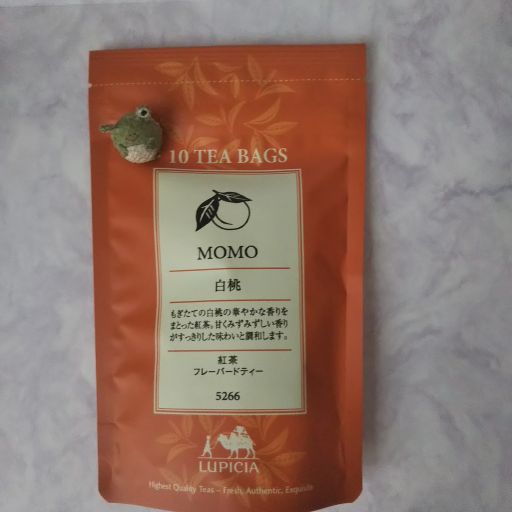 10 TEA BAGS
MOMO
白桃
もぎたての白桃の華やかな香りを
まとった紅茶。甘くみずみずしい香り
がすっきりした味わいと調和します。
紅茶
フレーバードティー
5266
LUPICIA
Highest Quality Teas – Fresh, Authentic, Exquisite